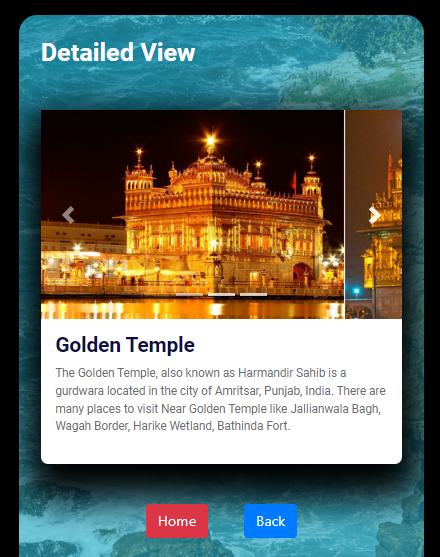 Detailed View
Golden Temple
The Golden Temple, also known as Harmandir Sahib is a
gurdwara located in the city of Amritsar, Punjab, India. There are
many places to visit Near Golden Temple like Jallianwala Bagh,
Wagah Border, Harike Wetland, Bathinda Fort.
Home
Back